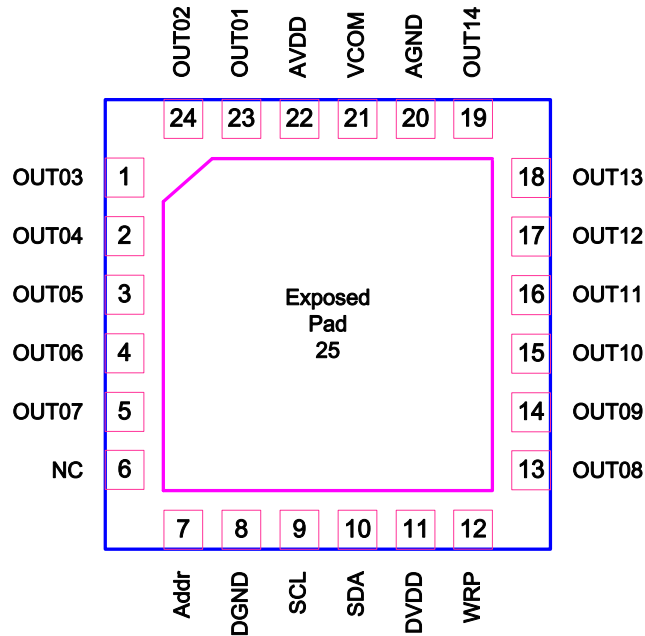 OUT02 OUT01 AVDD VCOM AGND OUT14
24 23 22 21 20 19
OUT03 1 18 OUT13
OUT04 2 17 OUT12
OUT05 3 16 OUT11
Exposed
Pad
25
OUT06 4 15 OUT10
OUT07 5 14 OUT09
NC 6 13 OUT08
7 8 9 10 11 12
Addr DGND SCL SDA DVDD WRP